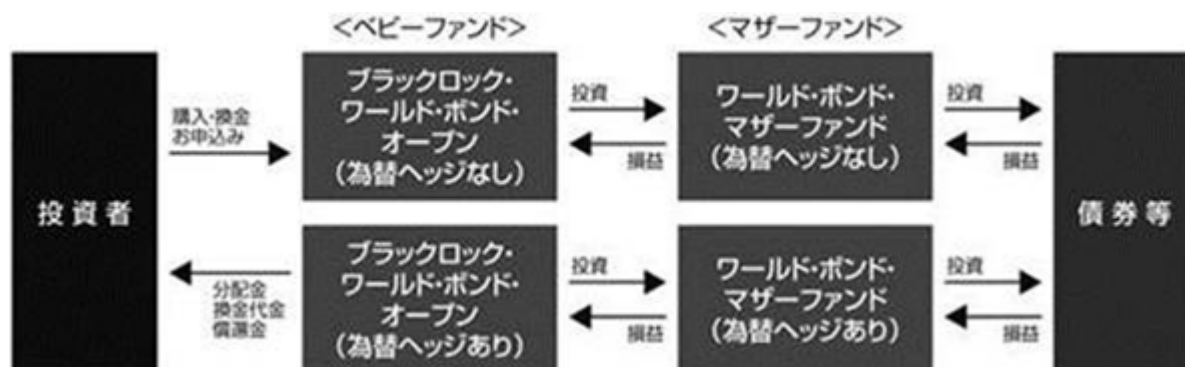 <ベビーファンド>
<マザーファンド>
投資者
購入・換金
お申込み
ブラックロック・
ワールド・ボンド・
オープン
(為替ヘッジなし)
投資
損益
ワールド・ボンド・
マザーファンド
(為替ヘッジなし)
投資
損益
債券等
分配金
換金代金
償還金
ブラックロック・
ワールド・ボンド・
オープン
(為替ヘッジあり)
投資
損益
ワールド・ボンド・
マザーファンド
(為替ヘッジあり)
投資
損益